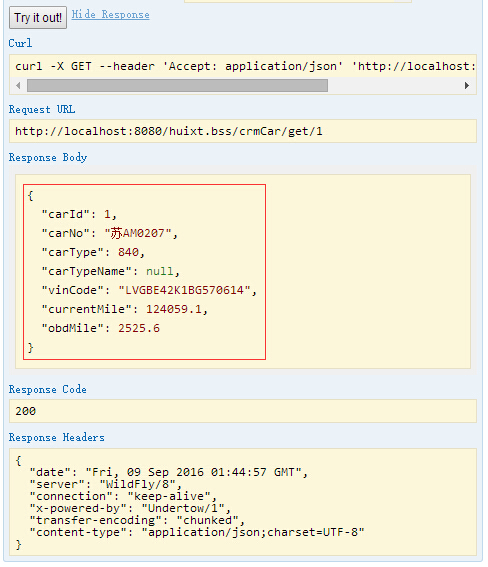 Try it out! Hide Response
Curl
curl -X GET --header 'Accept: application/json' 'http://localhost:
Request URL
http://localhost:8080/huixt.bss/crmCar/get/1
Response Body
{
"carId": 1,
"carNo": "苏AM0207",
"carType": 840,
"carTypeName": null,
"vinCode": "LVGBE42K1BG570614",
"currentMile": 124059.1,
"obdMile": 2525.6
}
Response Code
200
Response Headers
{
"date": "Fri, 09 Sep 2016 01:44:57 GMT",
"server": "WildFly/8",
"connection": "keep-alive",
"x-powered-by": "Undertow/1",
"transfer-encoding": "chunked",
"content-type": "application/json;charset=UTF-8"
}